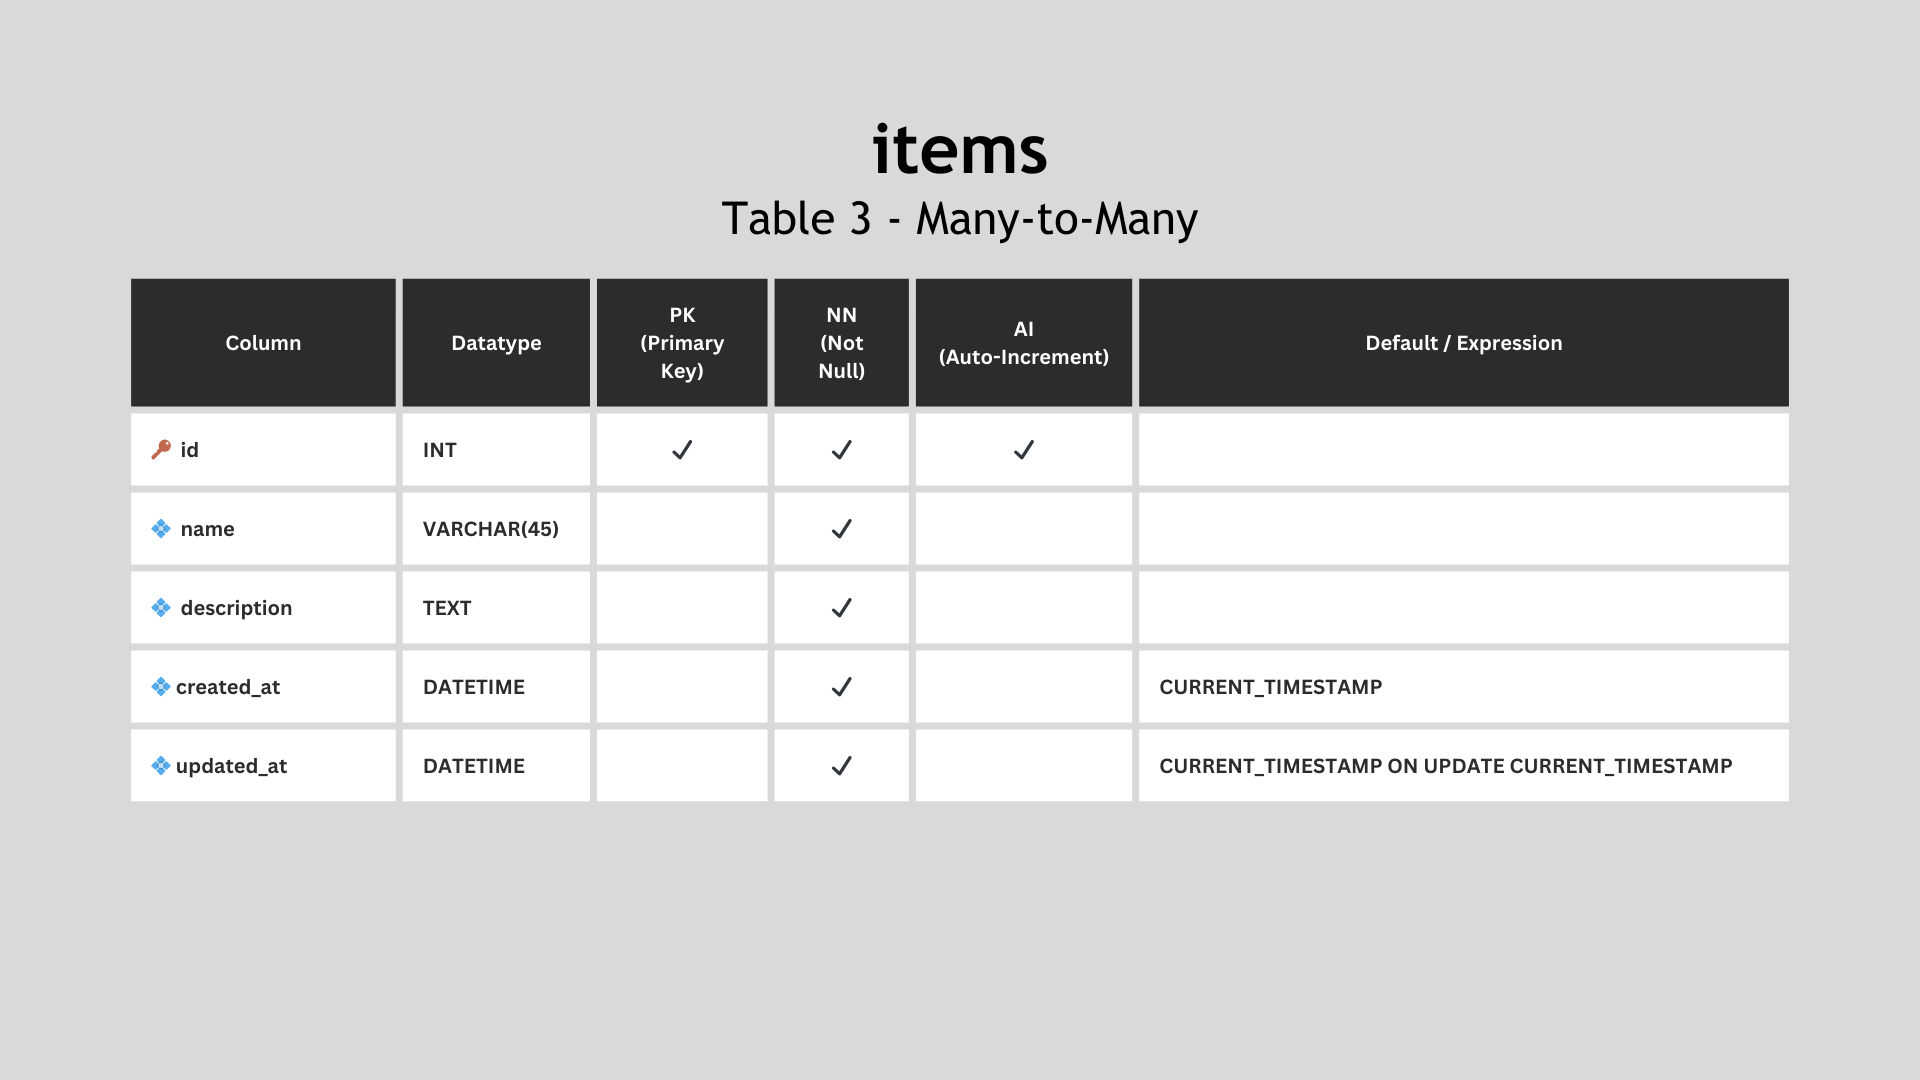 items
Table 3 - Many-to-Many
Column Datatype PK (Primary Key) NN (Not Null) AI (Auto-Increment) Default / Expression
id INT ✓ ✓ ✓
name VARCHAR(45) ✓
description TEXT ✓
created_at DATETIME ✓ CURRENT_TIMESTAMP
updated_at DATETIME ✓ CURRENT_TIMESTAMP ON UPDATE CURRENT_TIMESTAMP